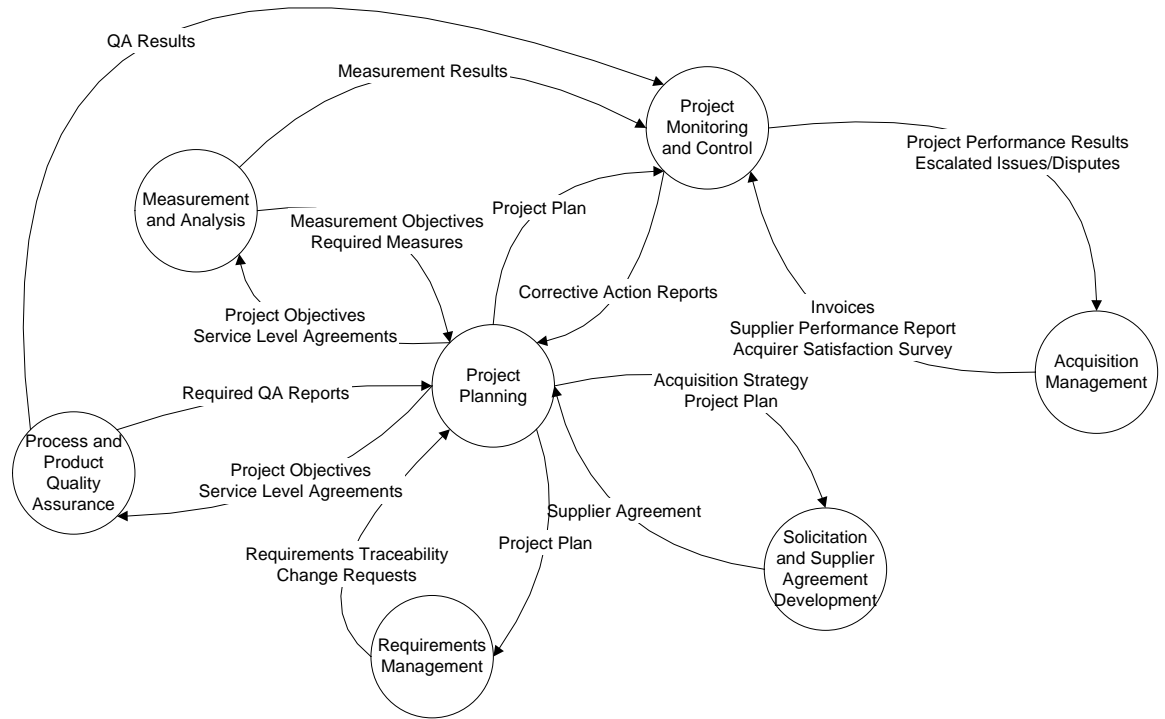 QA Results
Measurement Results
Project
Monitoring
and Control
Project Performance Results
Escalated Issues/Disputes
Measurement
and Analysis
Measurement Objectives
Required Measures
Project Plan
Corrective Action Reports
Project Objectives
Service Level Agreements
Invoices
Supplier Performance Report
Acquirer Satisfaction Survey
Acquisition
Management
Project
Planning
Required QA Reports
Acquisition Strategy
Project Plan
Process and
Product
Quality
Assurance
Project Objectives
Service Level Agreements
Supplier Agreement
Project Plan
Requirements Traceability
Change Requests
Solicitation
and Supplier
Agreement
Development
Requirements
Management